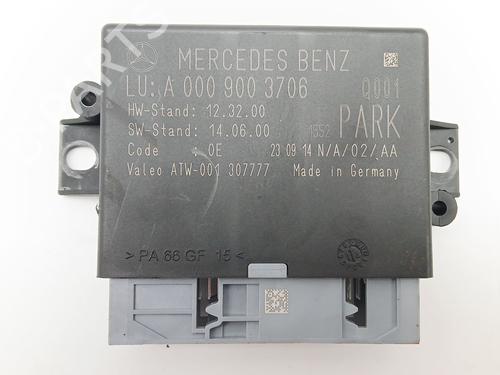 MERCEDES BENZ
LU: A 000 900 3706 Q001
HW-Stand: 12.32.00
SW-Stand: 14.06.00 1552 PARK
Code : 0E 23 09 14 N/A/02/AA
Valeo ATW-001 307777 Made in Germany
>PA 66 GF 15<